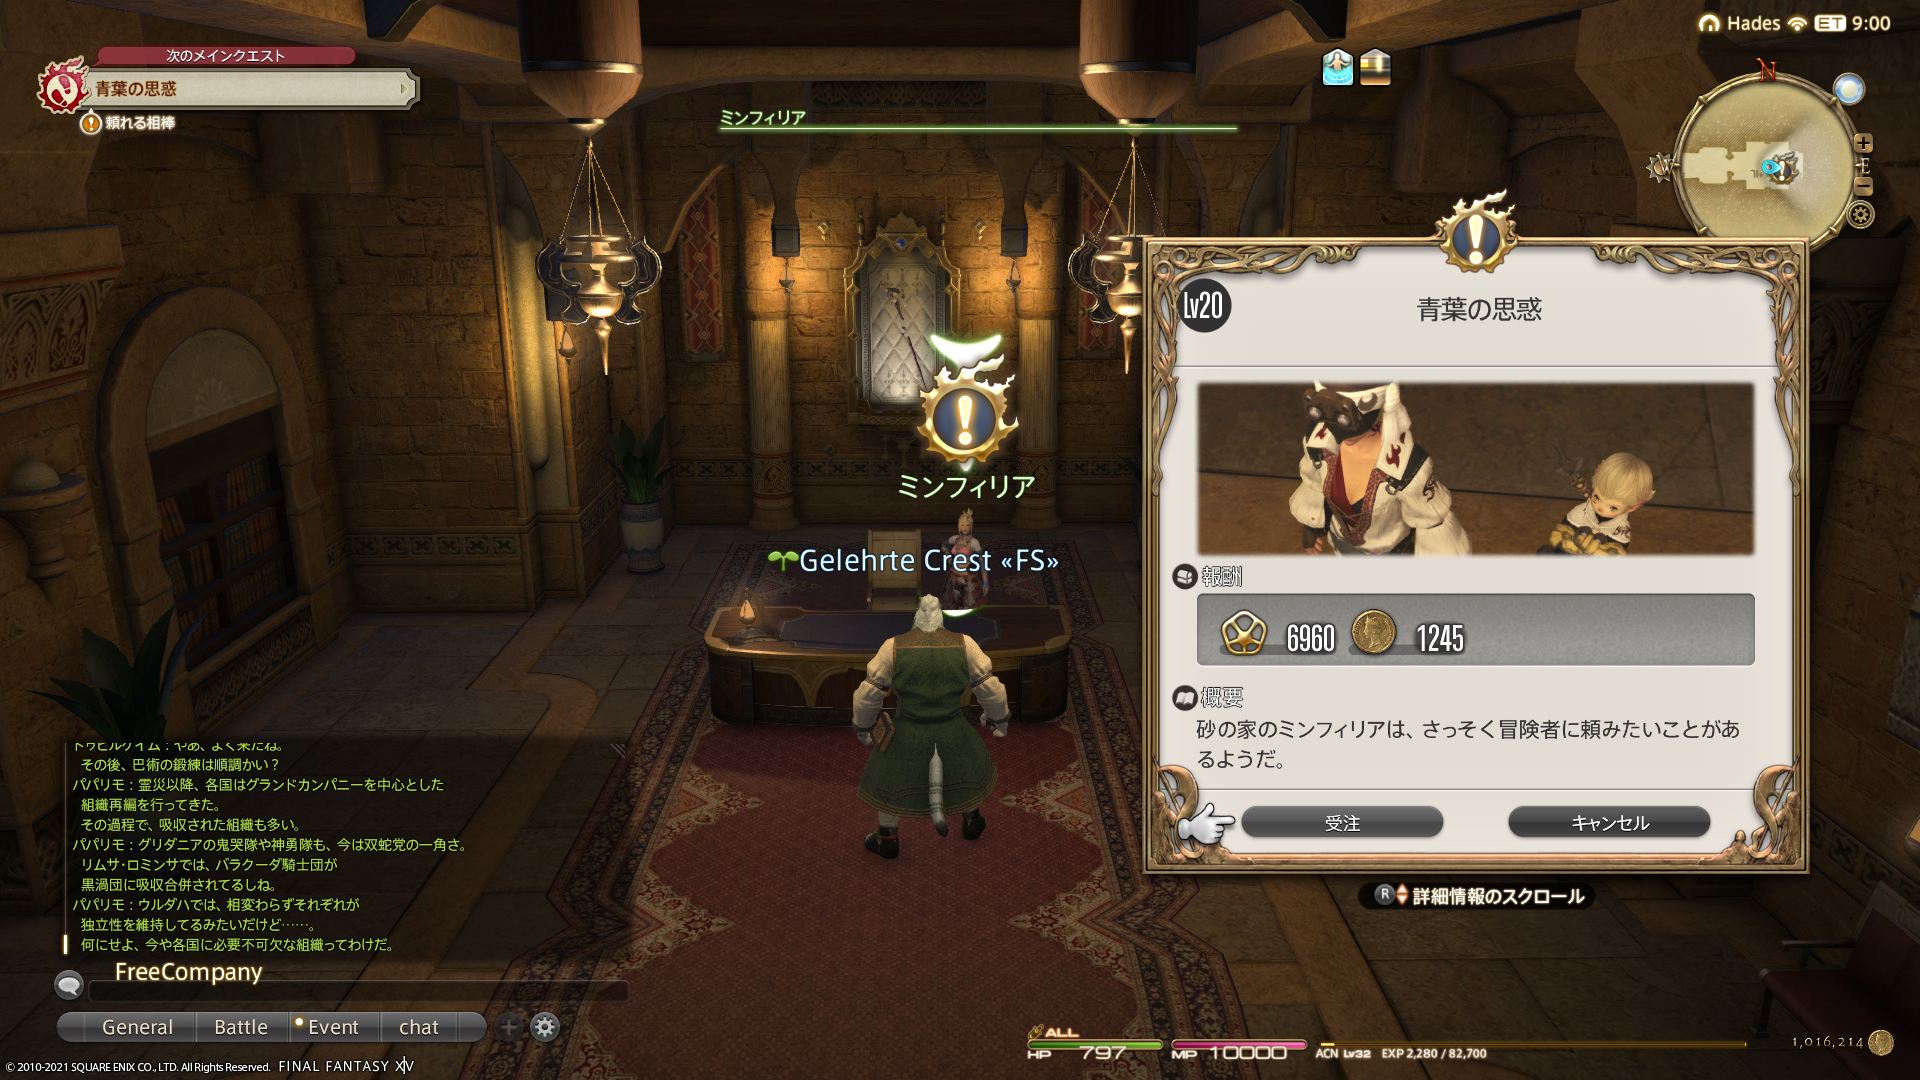 次のメインクエスト
青葉の思惑
頼れる相棒
ミンフィリア
Hades ET 9:00
N
W
E
ミンフィリア
Gelehrte Crest «FS»
Lv20
青葉の思惑
報酬
6960 1245
概要
砂の家のミンフィリアは、さっそく冒険者に頼みたいことがあ
るようだ。
受注 キャンセル
R 詳細情報のスクロール
トゥビルゲイム：やあ、よく来たね。
その後、巴術の鍛練は順調かい？
パパリモ：霊災以降、各国はグランドカンパニーを中心とした
組織再編を行ってきた。
その過程で、吸収された組織も多い。
パパリモ：グリダニアの鬼哭隊や神勇隊も、今は双蛇党の一角さ。
リムサ・ロミンサでは、バラクーダ騎士団が
黒渦団に吸収合併されてるしね。
パパリモ：ウルダハでは、相変わらずそれぞれが
独立性を維持してるみたいだけど……。
何にせよ、今や各国に必要不可欠な組織ってわけだ。
FreeCompany
General Battle Event chat
ALL
HP 797 MP 10000 ACN Lv32 EXP 2,280 / 82,700
1,016,214
© 2010-2021 SQUARE ENIX CO., LTD. All Rights Reserved. FINAL FANTASY XIV